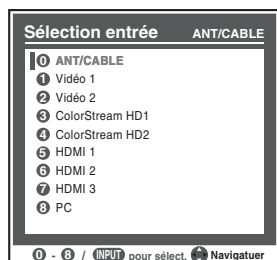 Sélection entrée ANT/CABLE
0 ANT/CABLE
1 Vidéo 1
2 Vidéo 2
3 ColorStream HD1
4 ColorStream HD2
5 HDMI 1
6 HDMI 2
7 HDMI 3
8 PC
0 - 8 / INPUT pour sélect. Navigatuer